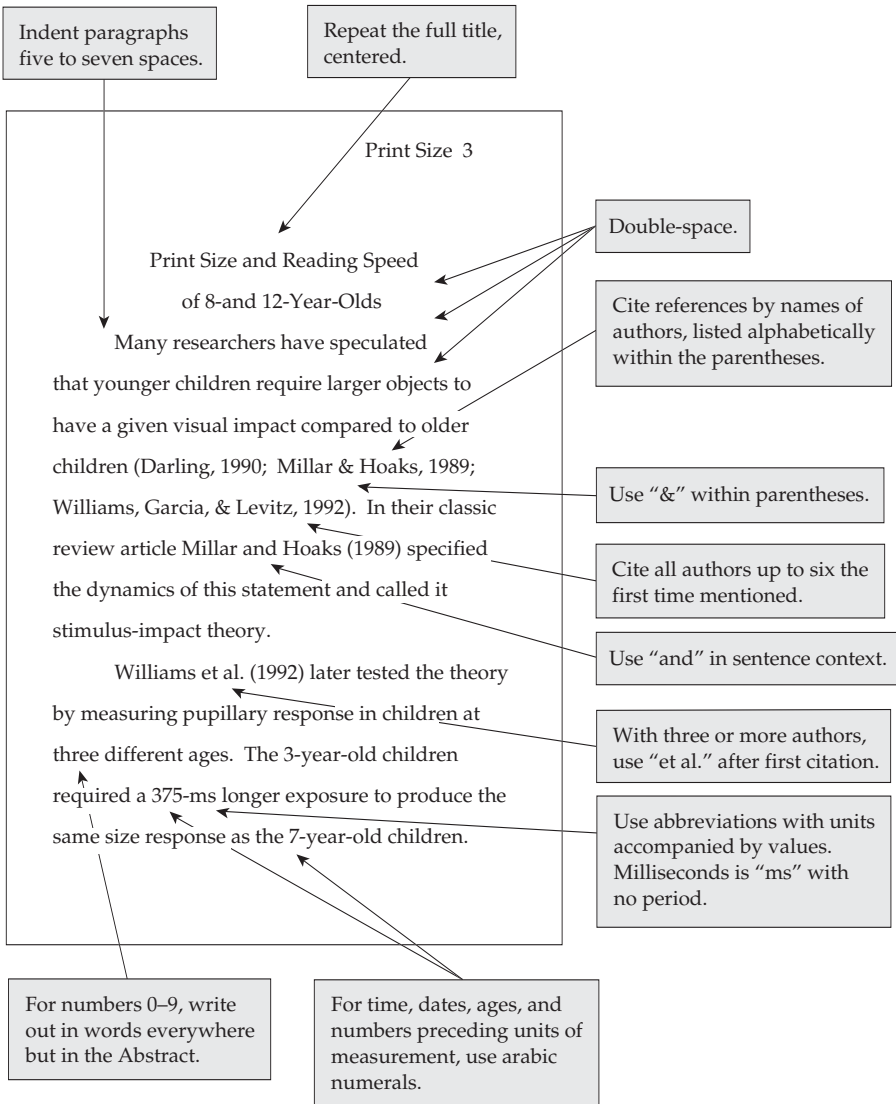 Indent paragraphs
five to seven spaces.
Repeat the full title,
centered.
Print Size 3
Print Size and Reading Speed
of 8-and 12-Year-Olds
Many researchers have speculated
that younger children require larger objects to
have a given visual impact compared to older
children (Darling, 1990; Millar & Hoaks, 1989;
Williams, Garcia, & Levitz, 1992). In their classic
review article Millar and Hoaks (1989) specified
the dynamics of this statement and called it
stimulus-impact theory.
Williams et al. (1992) later tested the theory
by measuring pupillary response in children at
three different ages. The 3-year-old children
required a 375-ms longer exposure to produce the
same size response as the 7-year-old children.
Double-space.
Cite references by names of
authors, listed alphabetically
within the parentheses.
Use “&” within parentheses.
Cite all authors up to six the
first time mentioned.
Use “and” in sentence context.
With three or more authors,
use “et al.” after first citation.
Use abbreviations with units
accompanied by values.
Milliseconds is “ms” with
no period.
For numbers 0–9, write
out in words everywhere
but in the Abstract.
For time, dates, ages, and
numbers preceding units of
measurement, use arabic
numerals.